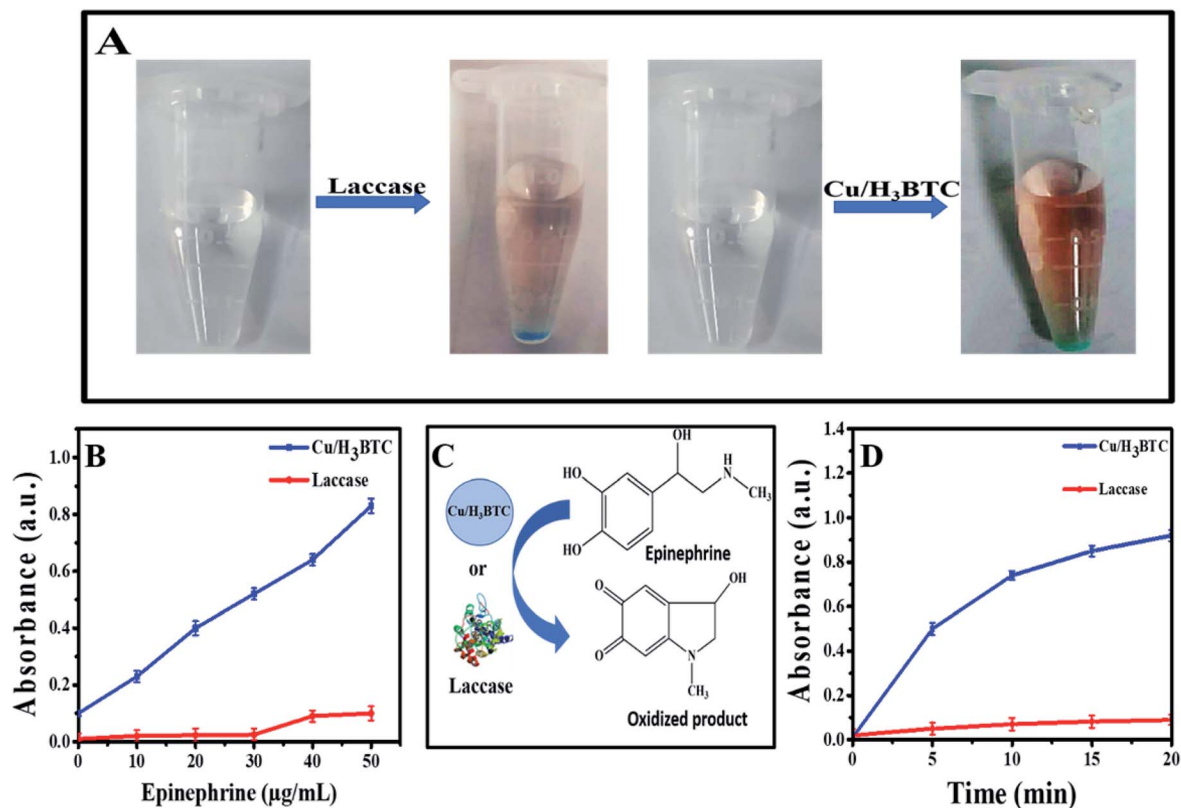 A
Laccase
Cu/H₃BTC
B
Cu/H₃BTC
Laccase
Absorbance (a.u.)
1.0
0.8
0.6
0.4
0.2
0.0
0 10 20 30 40 50
Epinephrine (μg/mL)
C
Cu/H₃BTC
or
Laccase
OH
HO
HO
H
N
CH₃
Epinephrine
OH
O
O
N
CH₃
Oxidized product
D
Cu/H₃BTC
Laccase
Absorbance (a.u.)
1.4
1.2
1.0
0.8
0.6
0.4
0.2
0.0
0 5 10 15 20
Time (min)